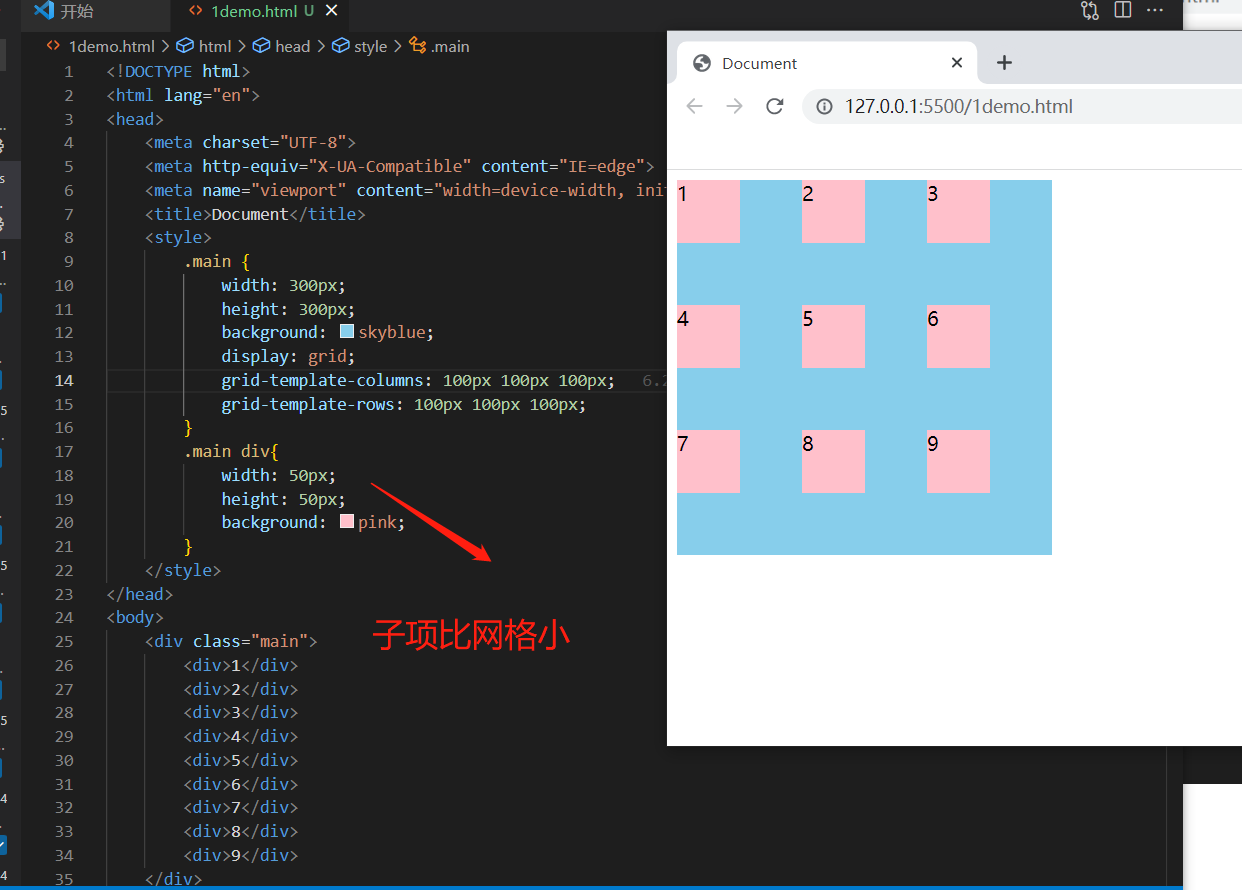 开始
1demo.html U
1demo.html > html > head > style > .main
1 <!DOCTYPE html>
2 <html lang="en">
3 <head>
4 <meta charset="UTF-8">
5 <meta http-equiv="X-UA-Compatible" content="IE=edge">
6 <meta name="viewport" content="width=device-width, init
7 <title>Document</title>
8 <style>
9 .main {
10 width: 300px;
11 height: 300px;
12 background: skyblue;
13 display: grid;
14 grid-template-columns: 100px 100px 100px; 6.2
15 grid-template-rows: 100px 100px 100px;
16 }
17 .main div{
18 width: 50px;
19 height: 50px;
20 background: pink;
21 }
22 </style>
23 </head>
24 <body>
25 <div class="main">
26 <div>1</div>
27 <div>2</div>
28 <div>3</div>
29 <div>4</div>
30 <div>5</div>
31 <div>6</div>
32 <div>7</div>
33 <div>8</div>
34 <div>9</div>
35 </div>
子项比网格小
Document
127.0.0.1:5500/1demo.html
1 2 3
4 5 6
7 8 9